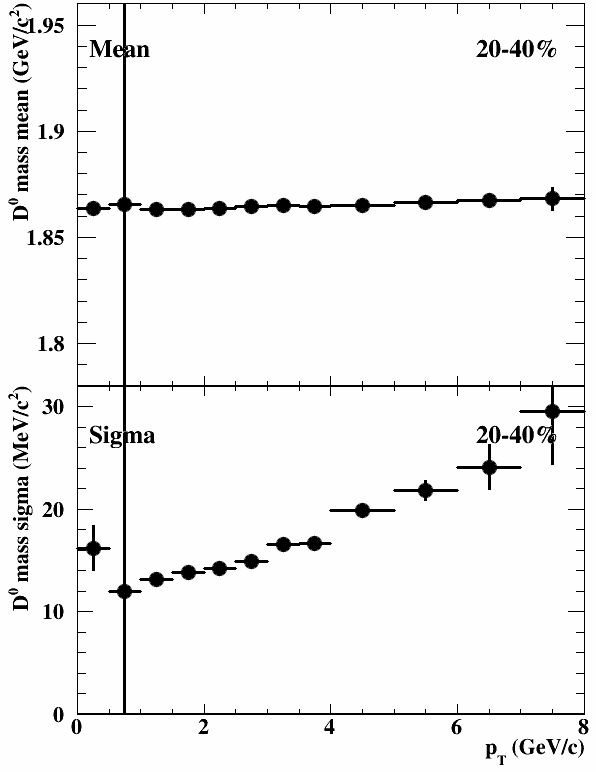 D0 mass mean (GeV/c2)
1.95
1.9
1.85
1.8
Mean
20-40%
D0 mass sigma (MeV/c2)
30
20
10
0
Sigma
20-40%
0 2 4 6 8
pT (GeV/c)